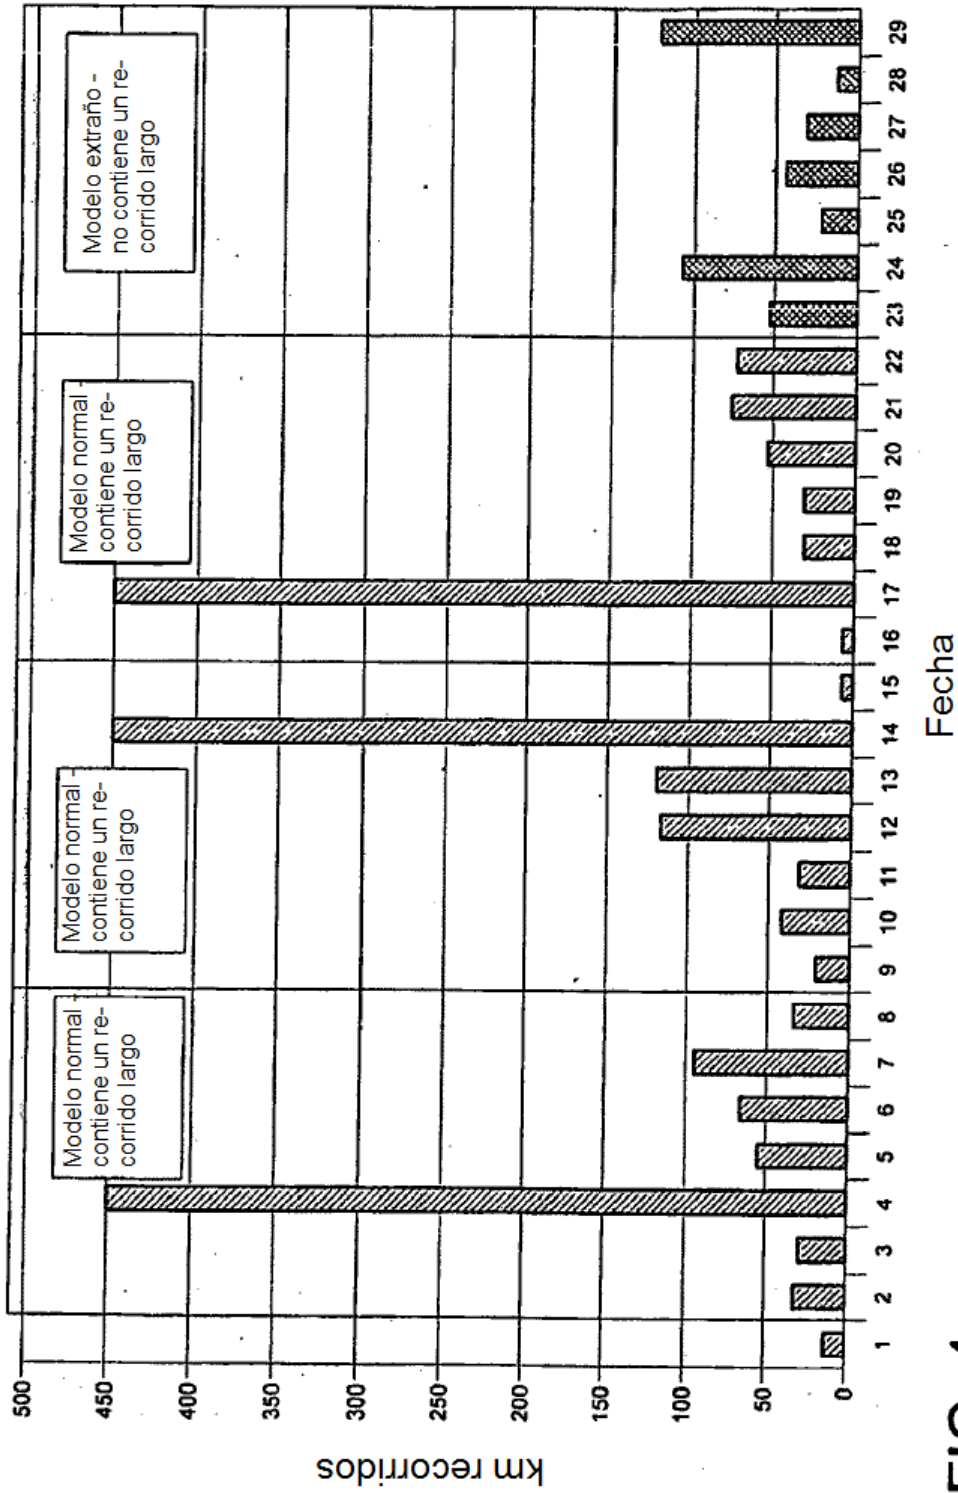 Modelo normal -
contiene un re-
corrido largo
Modelo normal -
contiene un re-
corrido largo
Modelo normal -
contiene un re-
corrido largo
Modelo extraño -
no contiene un re-
corrido largo
km recorridos
500
450
400
350
300
250
200
150
100
50
0
1 2 3 4 5 6 7 8 9 10 11 12 13 14 15 16 17 18 19 20 21 22 23 24 25 26 27 28 29
Fecha